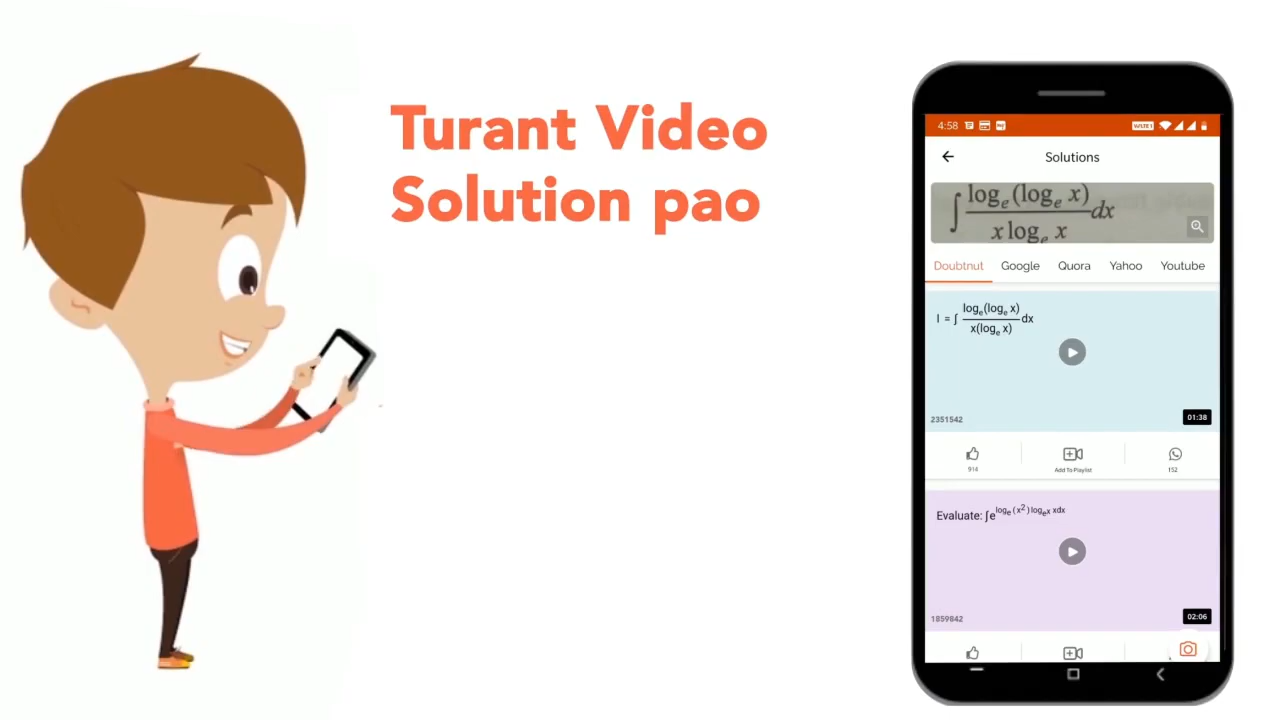 Turant Video
Solution pao
4:58
VoLTE1
Solutions
∫ logₑ(logₑ x) / x logₑ x dx
Doubtnut Google Quora Yahoo Youtube
I = ∫ logₑ(logₑ x) / x(logₑ x) dx
2351542 01:38
914 Add To Playlist 152
Evaluate: ∫e^logₑ(x²)logₑx xdx
1859842 02:06